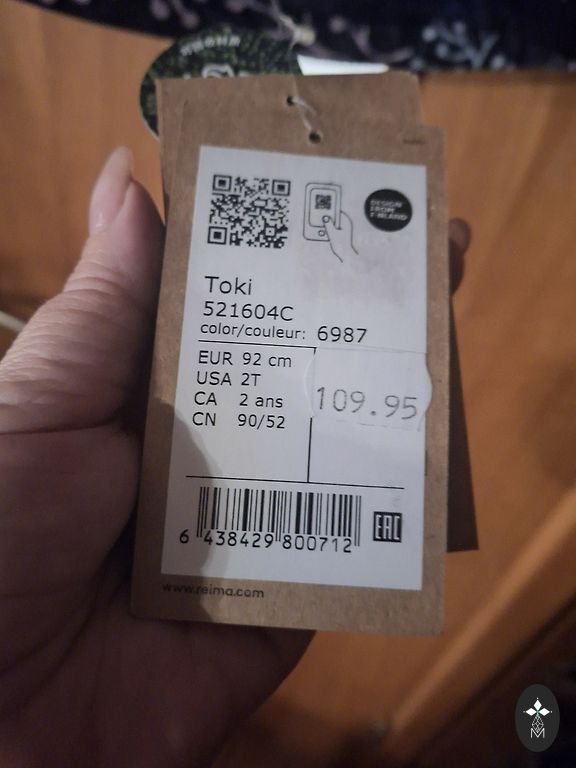 DESIGN
FROM
FINLAND
Toki
521604C
color/couleur: 6987
EUR 92 cm
USA 2T
CA 2 ans
CN 90/52
109.95
6 438429 800712
EAC
www.reima.com
M